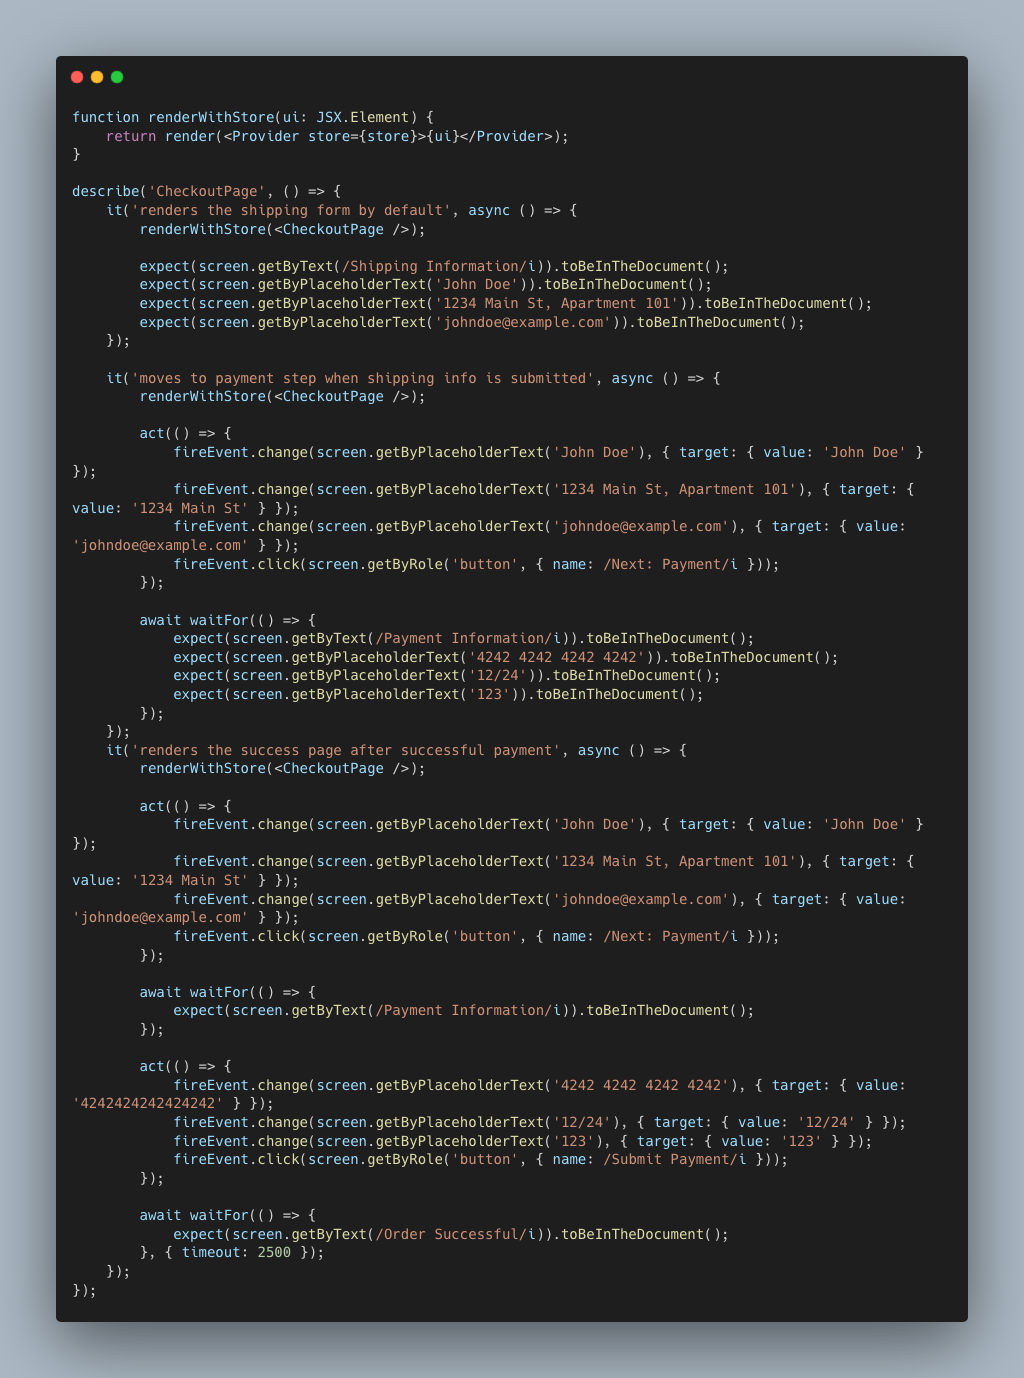 function renderWithStore(ui: JSX.Element) {
    return render(<Provider store={store}>{ui}</Provider>);
}

describe('CheckoutPage', () => {
    it('renders the shipping form by default', async () => {
        renderWithStore(<CheckoutPage />);

        expect(screen.getByText(/Shipping Information/i)).toBeInTheDocument();
        expect(screen.getByPlaceholderText('John Doe')).toBeInTheDocument();
        expect(screen.getByPlaceholderText('1234 Main St, Apartment 101')).toBeInTheDocument();
        expect(screen.getByPlaceholderText('johndoe@example.com')).toBeInTheDocument();
    });

    it('moves to payment step when shipping info is submitted', async () => {
        renderWithStore(<CheckoutPage />);

        act(() => {
            fireEvent.change(screen.getByPlaceholderText('John Doe'), { target: { value: 'John Doe' }
});
            fireEvent.change(screen.getByPlaceholderText('1234 Main St, Apartment 101'), { target: {
value: '1234 Main St' } });
            fireEvent.change(screen.getByPlaceholderText('johndoe@example.com'), { target: { value:
'johndoe@example.com' } });
            fireEvent.click(screen.getByRole('button', { name: /Next: Payment/i }));
        });

        await waitFor(() => {
            expect(screen.getByText(/Payment Information/i)).toBeInTheDocument();
            expect(screen.getByPlaceholderText('4242 4242 4242 4242')).toBeInTheDocument();
            expect(screen.getByPlaceholderText('12/24')).toBeInTheDocument();
            expect(screen.getByPlaceholderText('123')).toBeInTheDocument();
        });
    });
    it('renders the success page after successful payment', async () => {
        renderWithStore(<CheckoutPage />);

        act(() => {
            fireEvent.change(screen.getByPlaceholderText('John Doe'), { target: { value: 'John Doe' }
});
            fireEvent.change(screen.getByPlaceholderText('1234 Main St, Apartment 101'), { target: {
value: '1234 Main St' } });
            fireEvent.change(screen.getByPlaceholderText('johndoe@example.com'), { target: { value:
'johndoe@example.com' } });
            fireEvent.click(screen.getByRole('button', { name: /Next: Payment/i }));
        });

        await waitFor(() => {
            expect(screen.getByText(/Payment Information/i)).toBeInTheDocument();
        });

        act(() => {
            fireEvent.change(screen.getByPlaceholderText('4242 4242 4242 4242'), { target: { value:
'4242424242424242' } });
            fireEvent.change(screen.getByPlaceholderText('12/24'), { target: { value: '12/24' } });
            fireEvent.change(screen.getByPlaceholderText('123'), { target: { value: '123' } });
            fireEvent.click(screen.getByRole('button', { name: /Submit Payment/i }));
        });

        await waitFor(() => {
            expect(screen.getByText(/Order Successful/i)).toBeInTheDocument();
        }, { timeout: 2500 });
    });
});